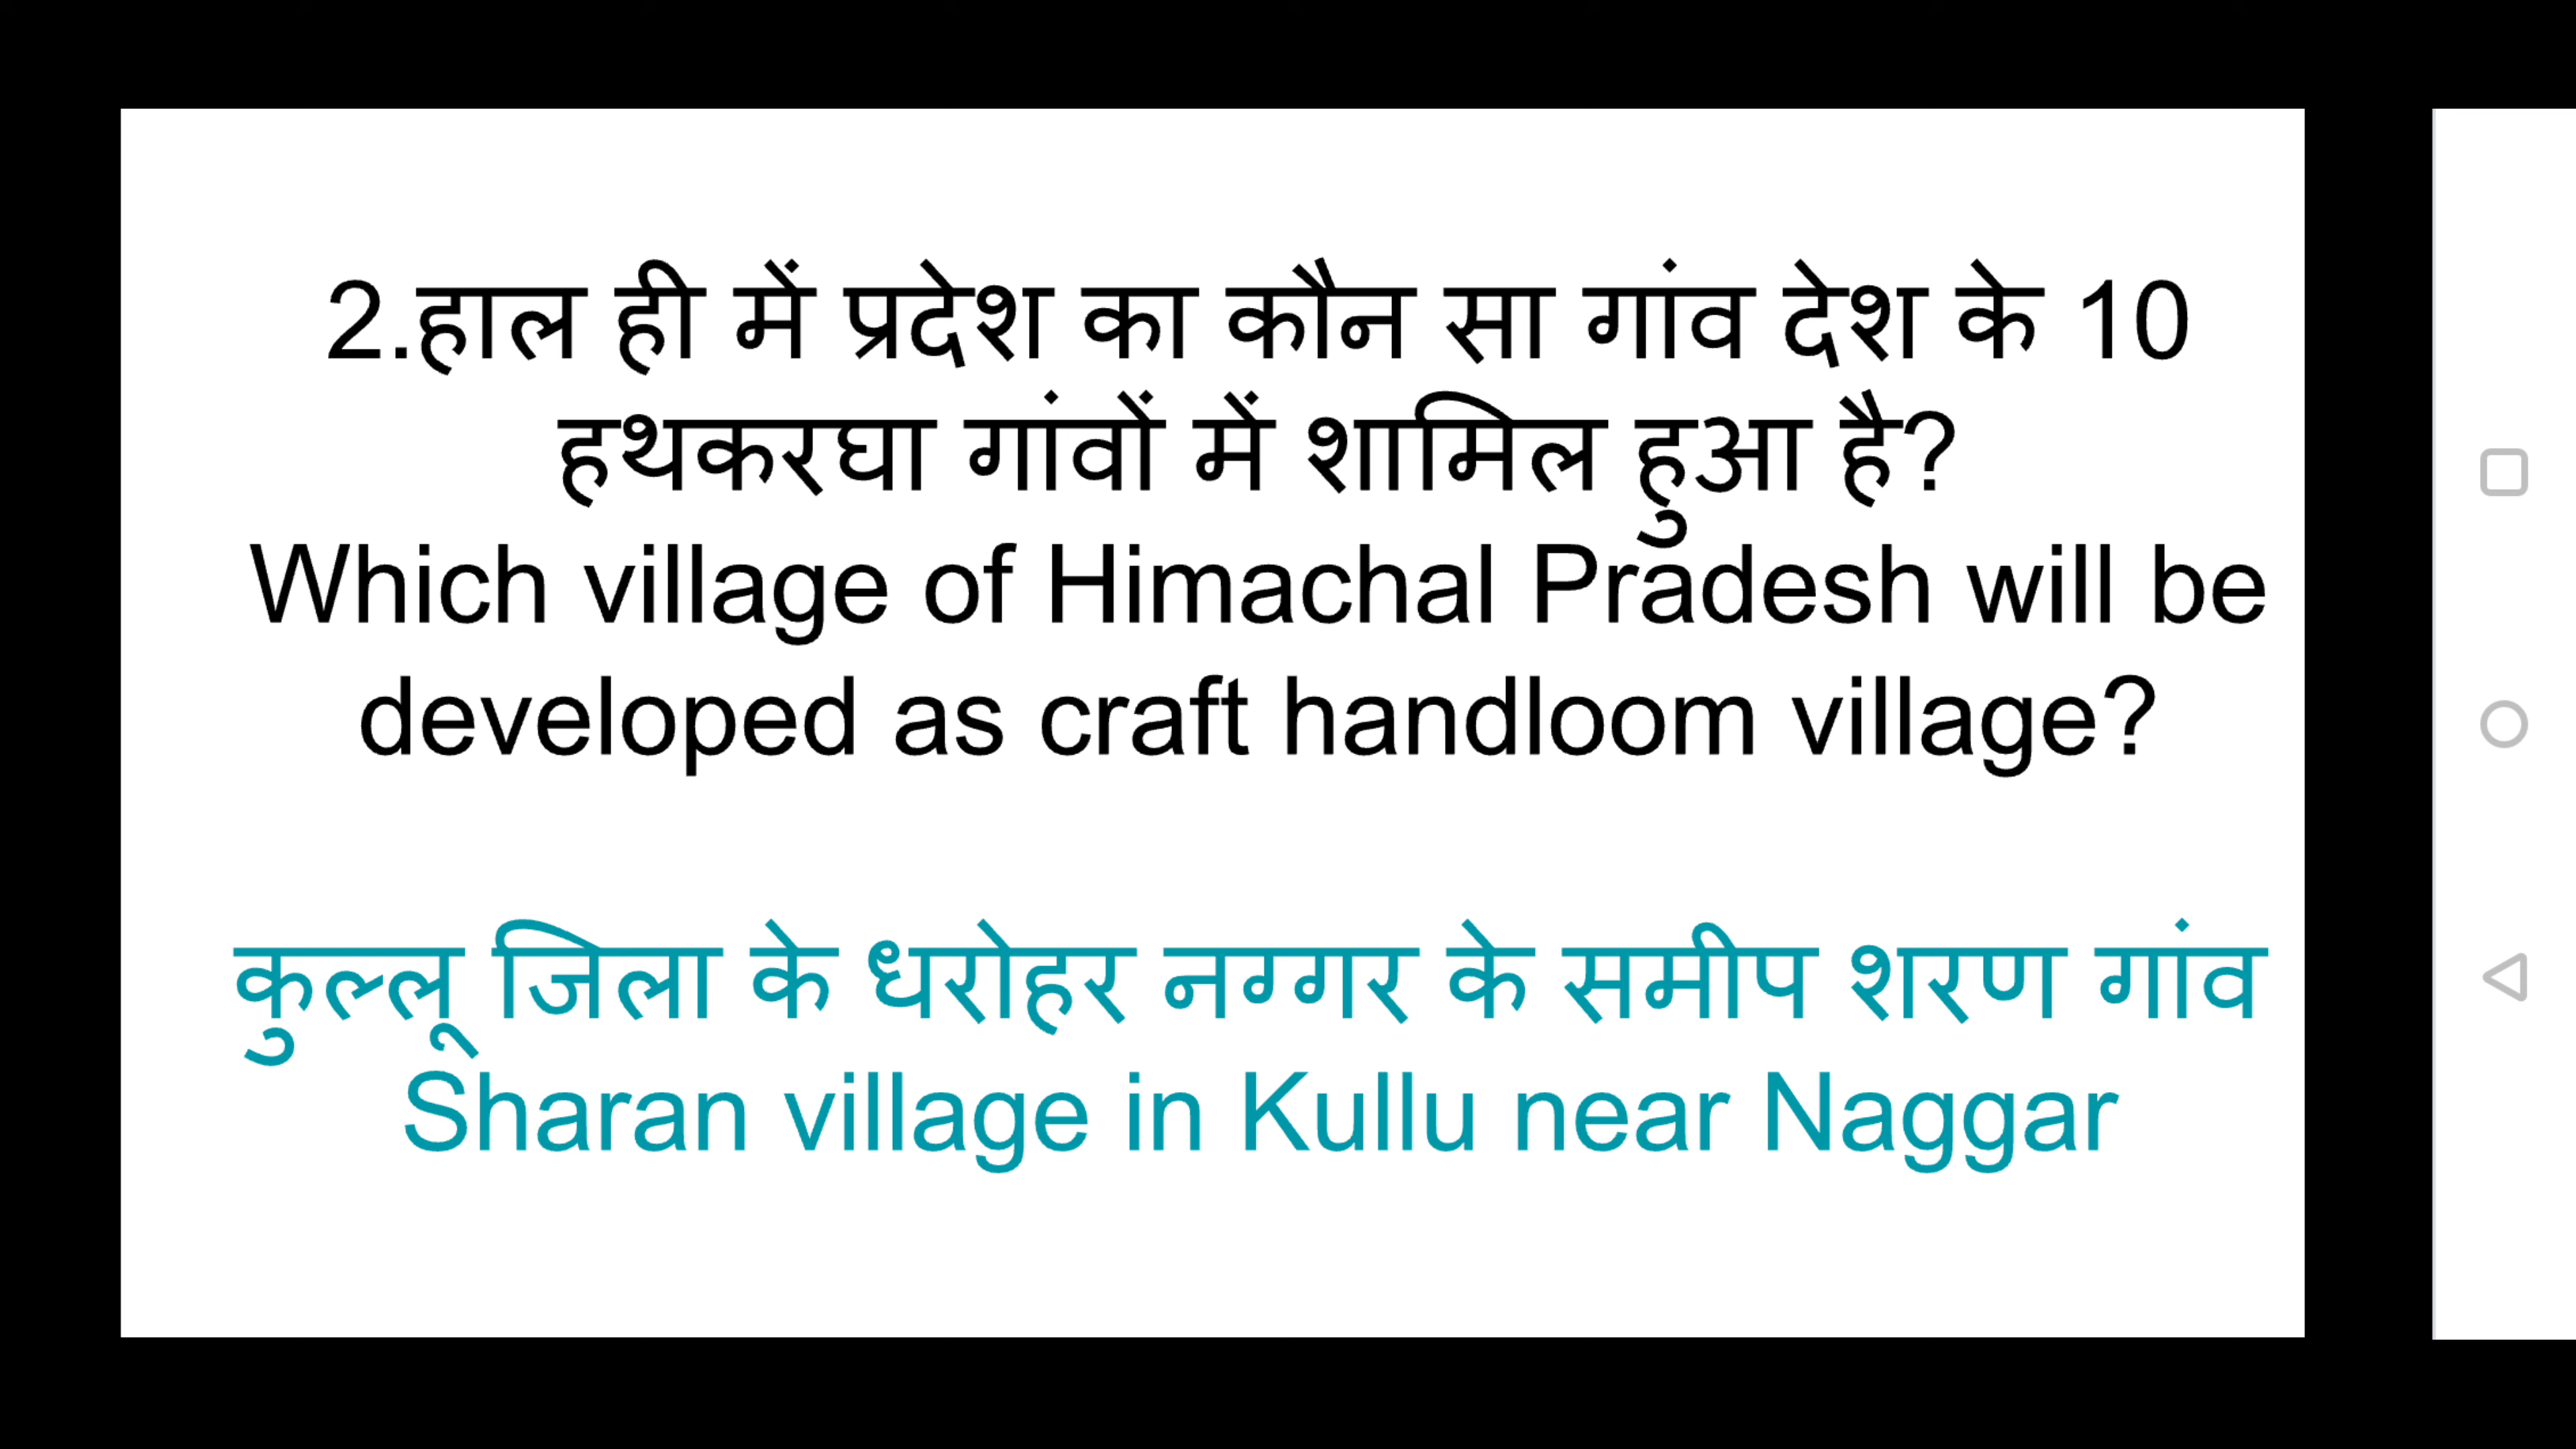 2.हाल ही में प्रदेश का कौन सा गांव देश के 10
हथकरघा गांवों में शामिल हुआ है?
Which village of Himachal Pradesh will be
developed as craft handloom village?
कुल्लू जिला के धरोहर नग्गर के समीप शरण गांव
Sharan village in Kullu near Naggar